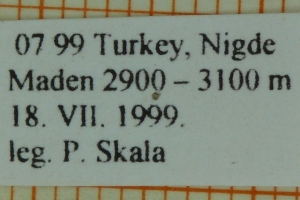 07 99 Turkey, Nigde
Maden 2900 – 3100 m
18. VII. 1999.
leg. P. Skala